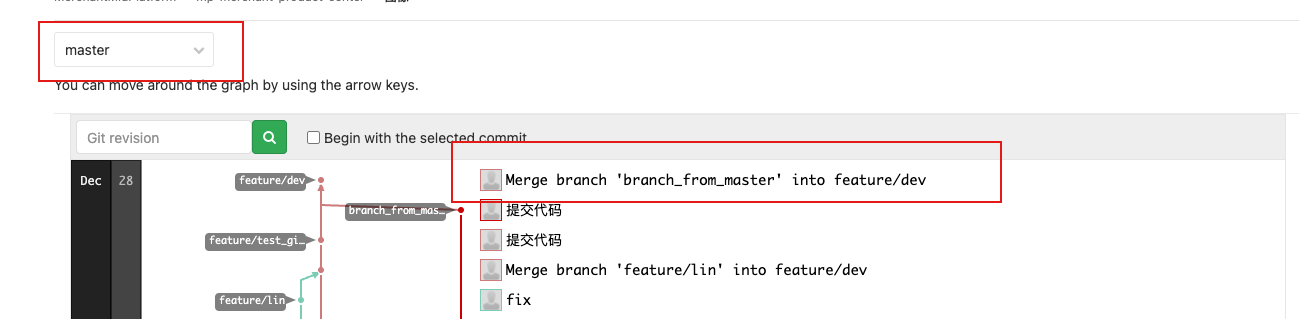 master
You can move around the graph by using the arrow keys.
Git revision
Begin with the selected commit
Dec 28
feature/dev
Merge branch 'branch_from_master' into feature/dev
branch_from_mas…
提交代码
feature/test_gi…
提交代码
Merge branch 'feature/lin' into feature/dev
feature/lin
fix